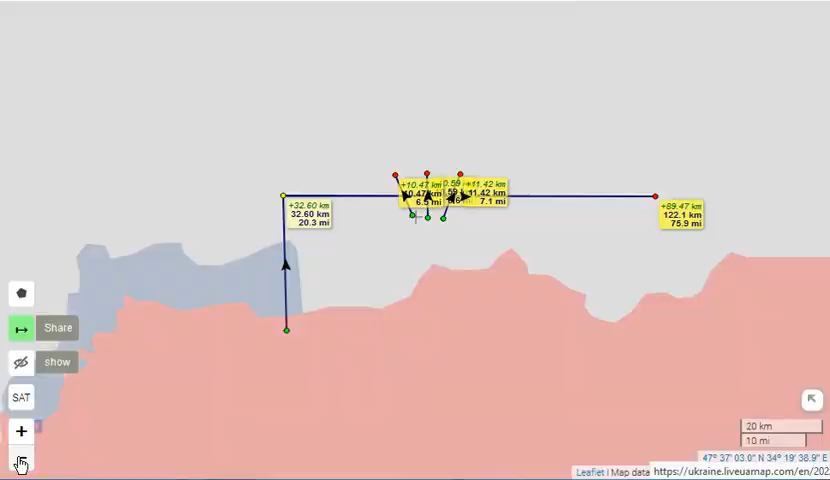 +10.47 km
10.47 km
6.5 mi
0.59
+11.42 km
11.42 km
7.1 mi
+32.60 km
32.60 km
20.3 mi
+89.47 km
122.1 km
75.9 mi
Share
show
SAT
+
20 km
10 mi
47° 37' 03.0" N 34° 19' 38.9" E
Leaflet | Map data
https://ukraine.liveuamap.com/en/202